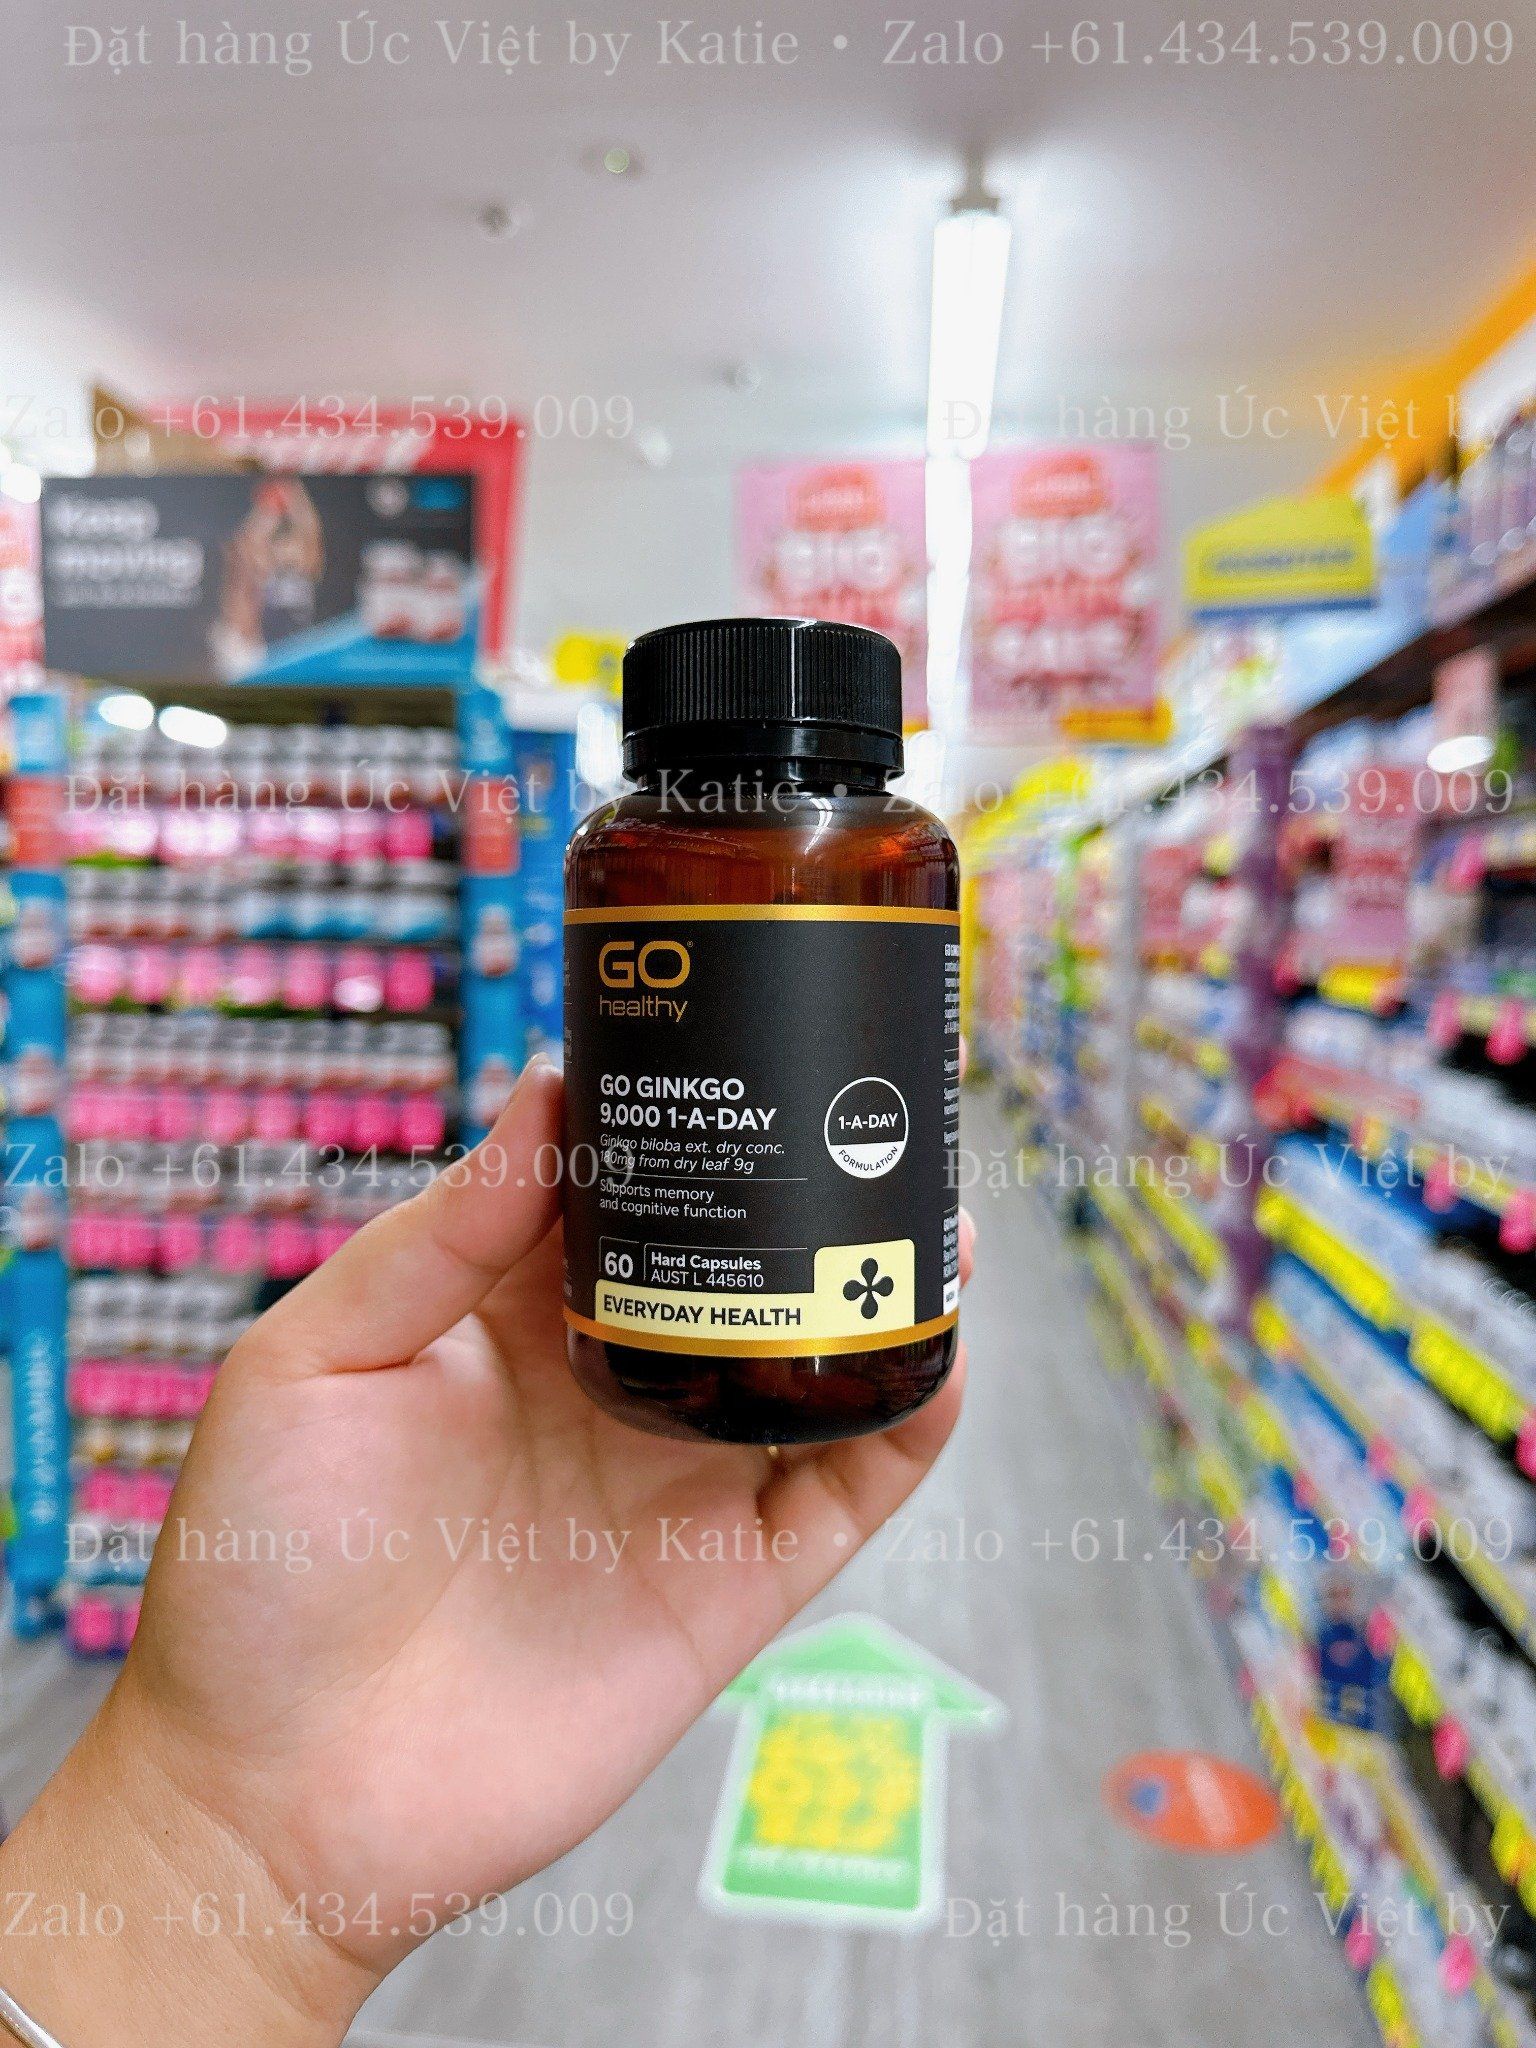 Đặt hàng Úc Việt by Katie • Zalo +61.434.539.009
Zalo +61.434.539.009
Đặt hàng Úc Việt by
Keep
moving
Đặt hàng Úc Việt by Katie • Zalo +61.434.539.009
GO®
healthy
GO GINKGO
9,000 1-A-DAY
1-A-DAY
FORMULATION
Ginkgo biloba ext. dry conc.
180mg from dry leaf 9g
Zalo +61.434.539.009
Đặt hàng Úc Việt by
Supports memory
and cognitive function
60
Hard Capsules
AUST L 445610
EVERYDAY HEALTH
Đặt hàng Úc Việt by Katie • Zalo +61.434.539.009
Zalo +61.434.539.009
Đặt hàng Úc Việt by